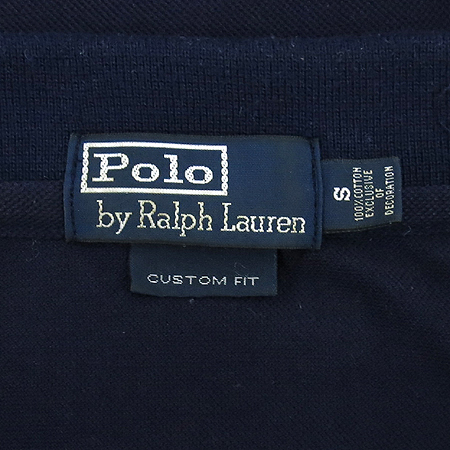 Polo
by Ralph Lauren
CUSTOM FIT
S
100% COTTON
EXCLUSIVE
OF
DECORATION